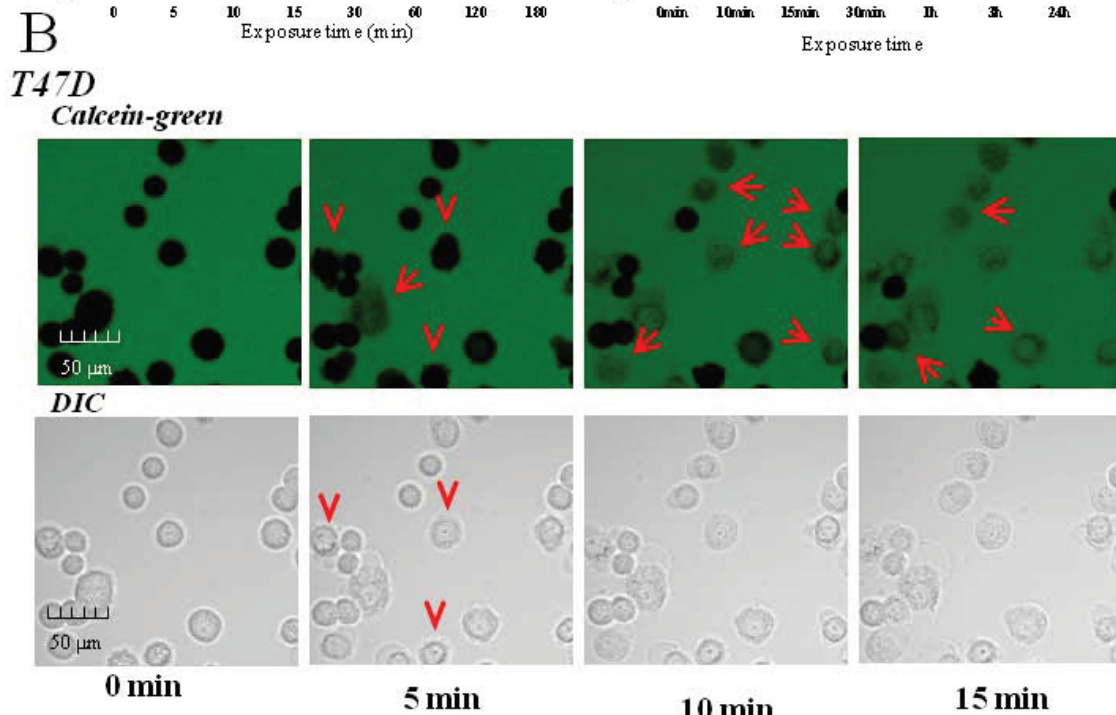 0 5 10 15 30 60 120 180
Exposure time (min)
0min 10min 15min 30min 1h 3h 24h
Exposure time
B
T47D
Calcein-green
50 µm
DIC
50 µm
0 min
5 min
10 min
15 min